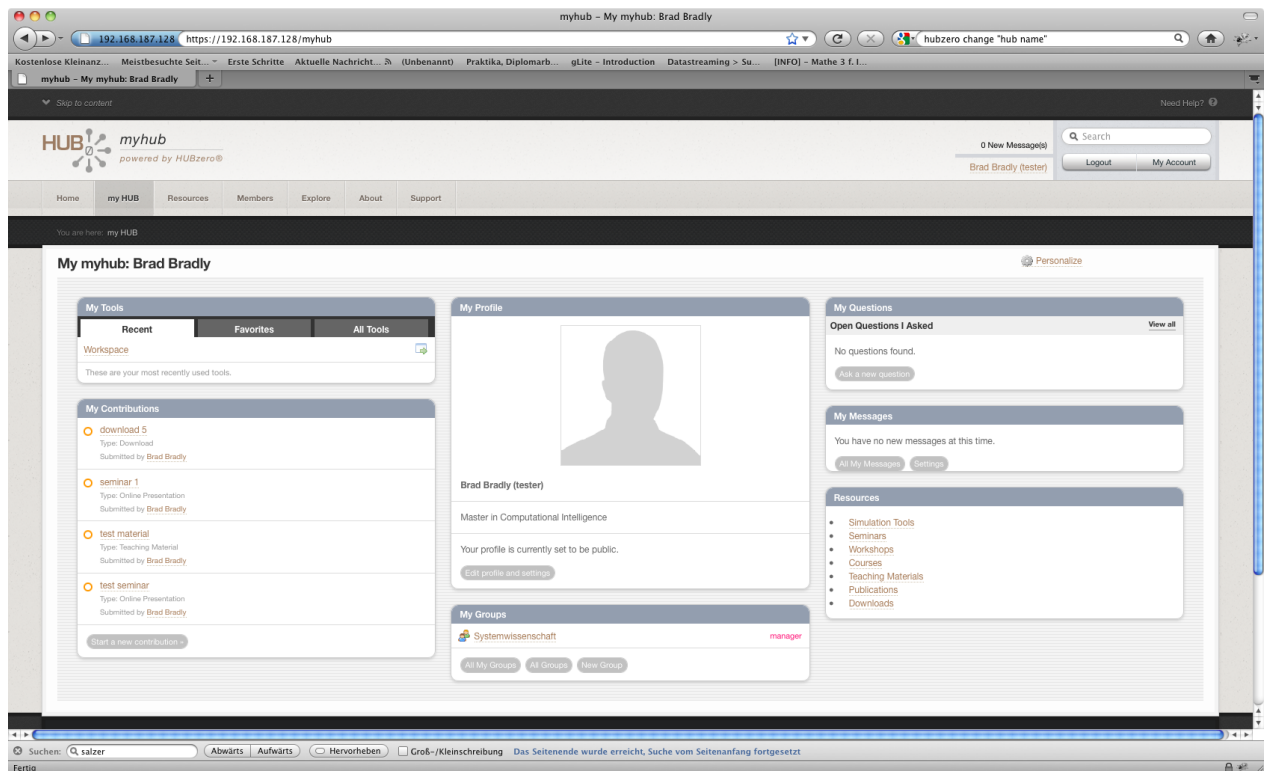 myhub – My myhub: Brad Bradly
192.168.187.128 https://192.168.187.128/myhub
hubzero change "hub name"
Kostenlose Kleinanz... Meistbesuchte Seit... Erste Schritte Aktuelle Nachricht... (Unbenannt) Praktika, Diplomarb... gLite – Introduction Datastreaming > Su... [INFO] – Mathe 3 f. I...
myhub – My myhub: Brad Bradly +
Skip to content
Need Help?
HUB 0
myhub
powered by HUBzero®
0 New Message(s)
Brad Bradly (tester)
Search
Logout My Account
Home my HUB Resources Members Explore About Support
You are here: my HUB
My myhub: Brad Bradly
Personalize
My Tools
Recent Favorites All Tools
Workspace
These are your most recently used tools.
My Contributions
download 5
Type: Download
Submitted by Brad Bradly
seminar 1
Type: Online Presentation
Submitted by Brad Bradly
test material
Type: Teaching Material
Submitted by Brad Bradly
test seminar
Type: Online Presentation
Submitted by Brad Bradly
Start a new contribution ›
My Profile
Brad Bradly (tester)
Master in Computational Intelligence
Your profile is currently set to be public.
Edit profile and settings
My Groups
Systemwissenschaft manager
All My Groups All Groups New Group
My Questions
Open Questions I Asked View all
No questions found.
Ask a new question
My Messages
You have no new messages at this time.
All My Messages Settings
Resources
• Simulation Tools
• Seminars
• Workshops
• Courses
• Teaching Materials
• Publications
• Downloads
Suchen: salzer Abwärts Aufwärts Hervorheben Groß-/Kleinschreibung Das Seitenende wurde erreicht, Suche vom Seitenanfang fortgesetzt
Fertig